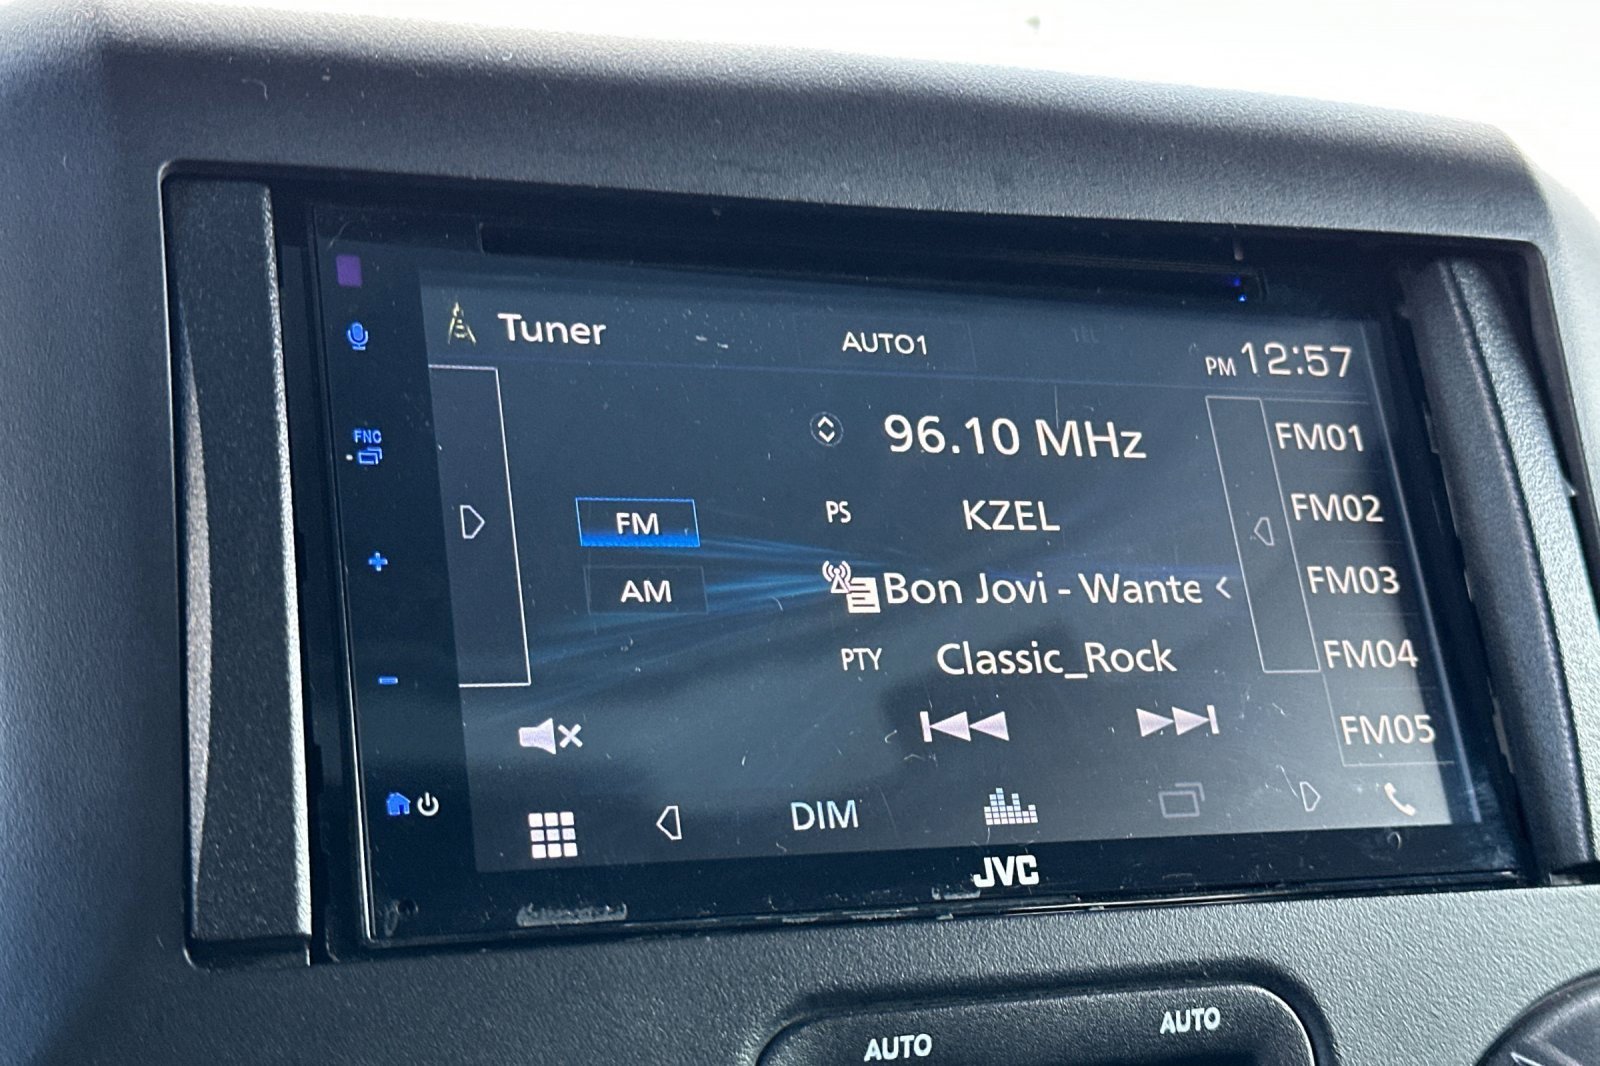 Tuner
AUTO1
PM 12:57
96.10 MHz
FM01
FNC
FM
PS
KZEL
FM02
AM
Bon Jovi - Wante <
FM03
PTY
Classic_Rock
FM04
FM05
DIM
JVC
AUTO
AUTO